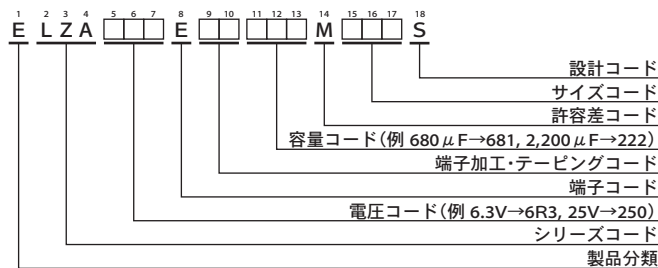 1 2 3 4 5 6 7 8 9 10 11 12 13 14 15 16 17 18
E L Z A E M S
設計コード
サイズコード
許容差コード
容量コード(例 680μF→681, 2,200μF→222)
端子加工・テーピングコード
端子コード
電圧コード(例 6.3V→6R3, 25V→250)
シリーズコード
製品分類